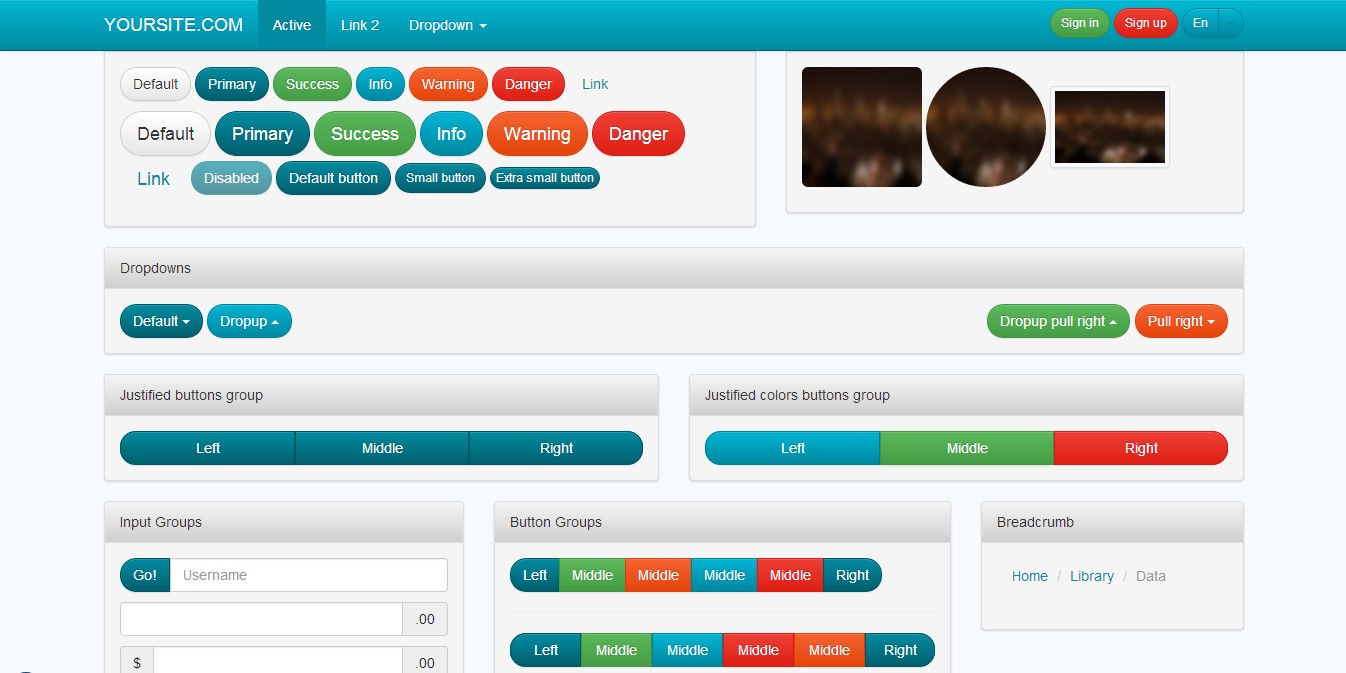 YOURSITE.COM Active Link 2 Dropdown Sign in Sign up En
Default Primary Success Info Warning Danger Link
Default Primary Success Info Warning Danger
Link Disabled Default button Small button Extra small button
Dropdowns
Default Dropup Dropup pull right Pull right
Justified buttons group
Left Middle Right
Justified colors buttons group
Left Middle Right
Input Groups
Go! Username
.00
$ .00
Button Groups
Left Middle Middle Middle Middle Right
Left Middle Middle Middle Middle Right
Breadcrumb
Home / Library / Data